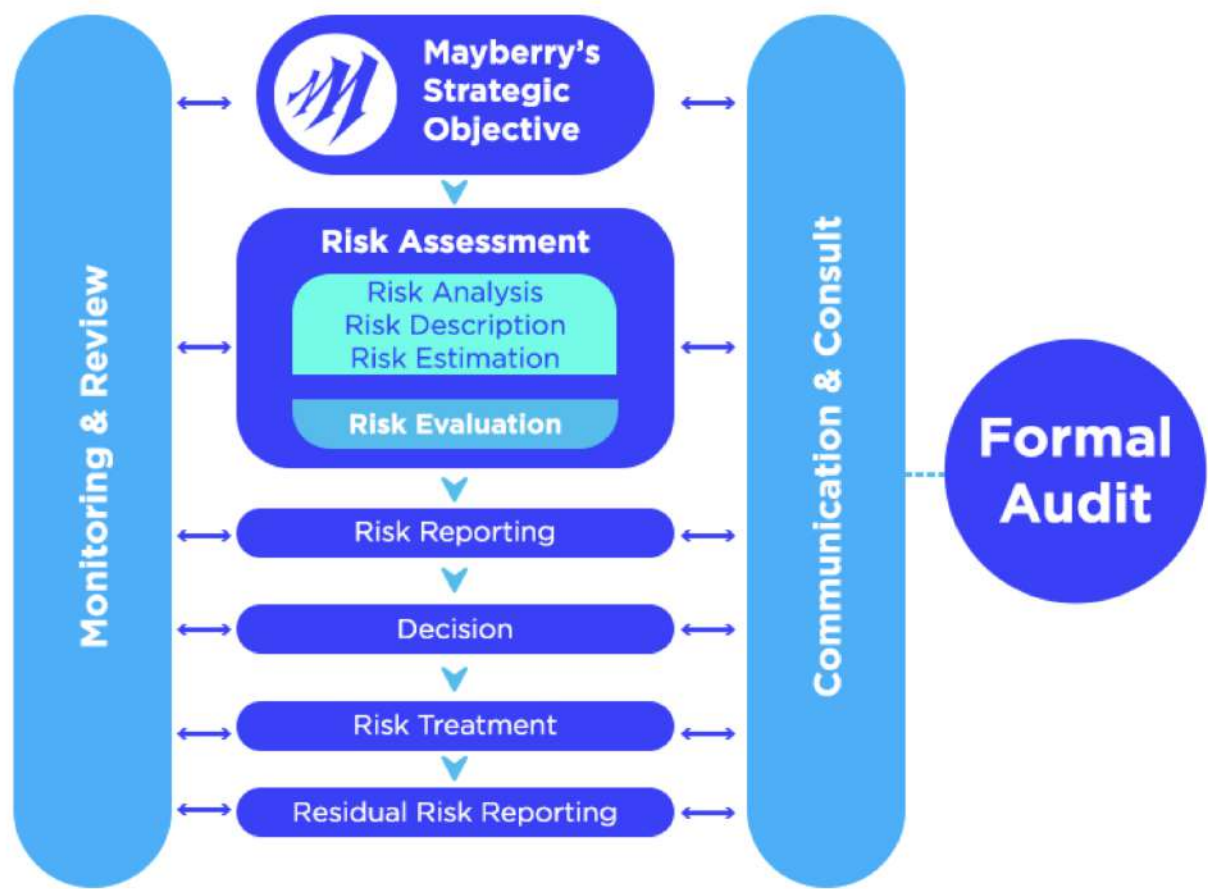 Mayberry's
Strategic
Objective
Monitoring & Review
Risk Assessment
Risk Analysis
Risk Description
Risk Estimation
Risk Evaluation
Risk Reporting
Decision
Risk Treatment
Residual Risk Reporting
Communication & Consult
Formal
Audit